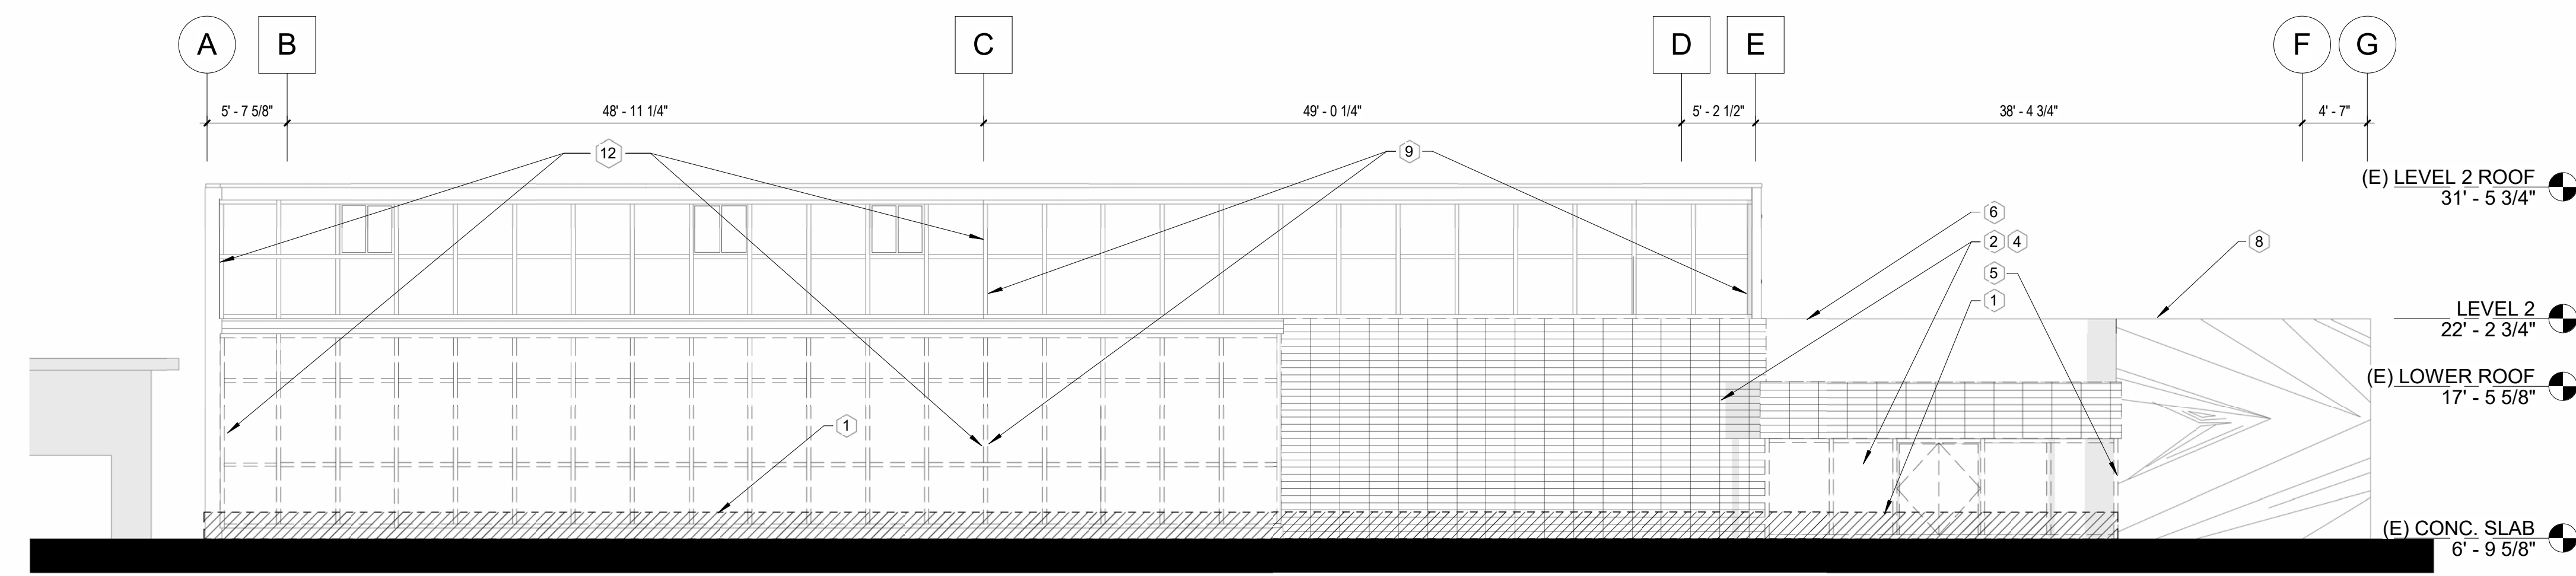 A B C D E F G
5' - 7 5/8" 48' - 11 1/4" 49' - 0 1/4" 5' - 2 1/2" 38' - 4 3/4" 4' - 7"
12 9
(E) LEVEL 2 ROOF
31' - 5 3/4"
6
2 4 8
5
1
LEVEL 2
22' - 2 3/4"
(E) LOWER ROOF
17' - 5 5/8"
1
(E) CONC. SLAB
6' - 9 5/8"